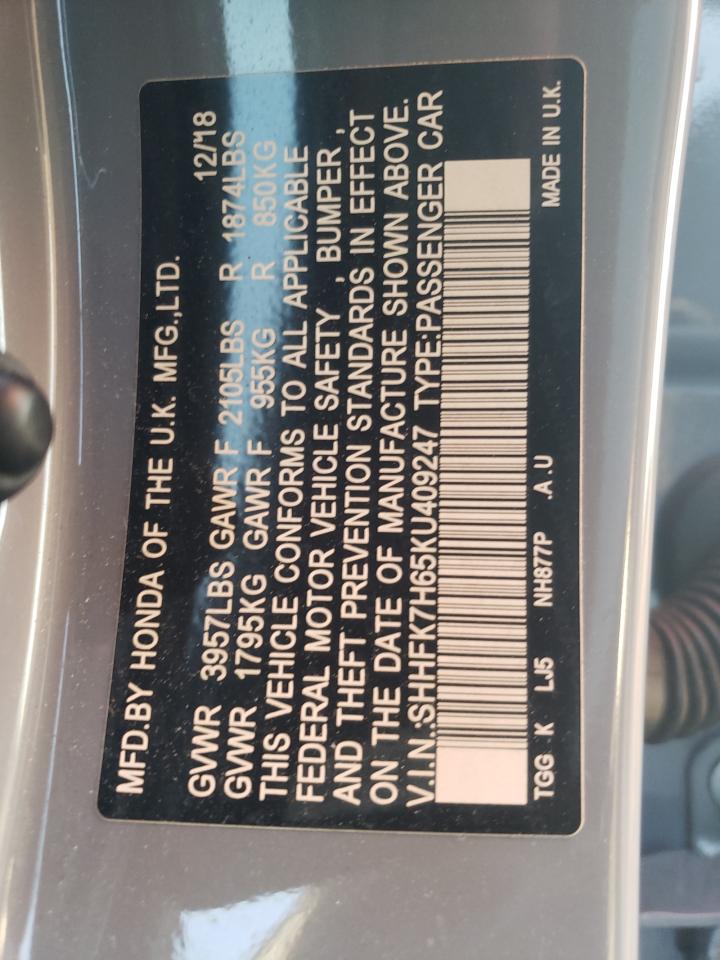 MFD.BY HONDA OF THE U.K. MFG.,LTD. 12/'18
GVWR 3957LBS GAWR F 2105LBS R 1874LBS
GVWR 1795KG GAWR F 955KG R 850KG
THIS VEHICLE CONFORMS TO ALL APPLICABLE
FEDERAL MOTOR VEHICLE SAFETY , BUMPER ,
AND THEFT PREVENTION STANDARDS IN EFFECT
ON THE DATE OF MANUFACTURE SHOWN ABOVE.
V.I.N.:SHHFK7H65KU409247 TYPE:PASSENGER CAR
TGG K LJ5 NH877P .A.U MADE IN U.K.